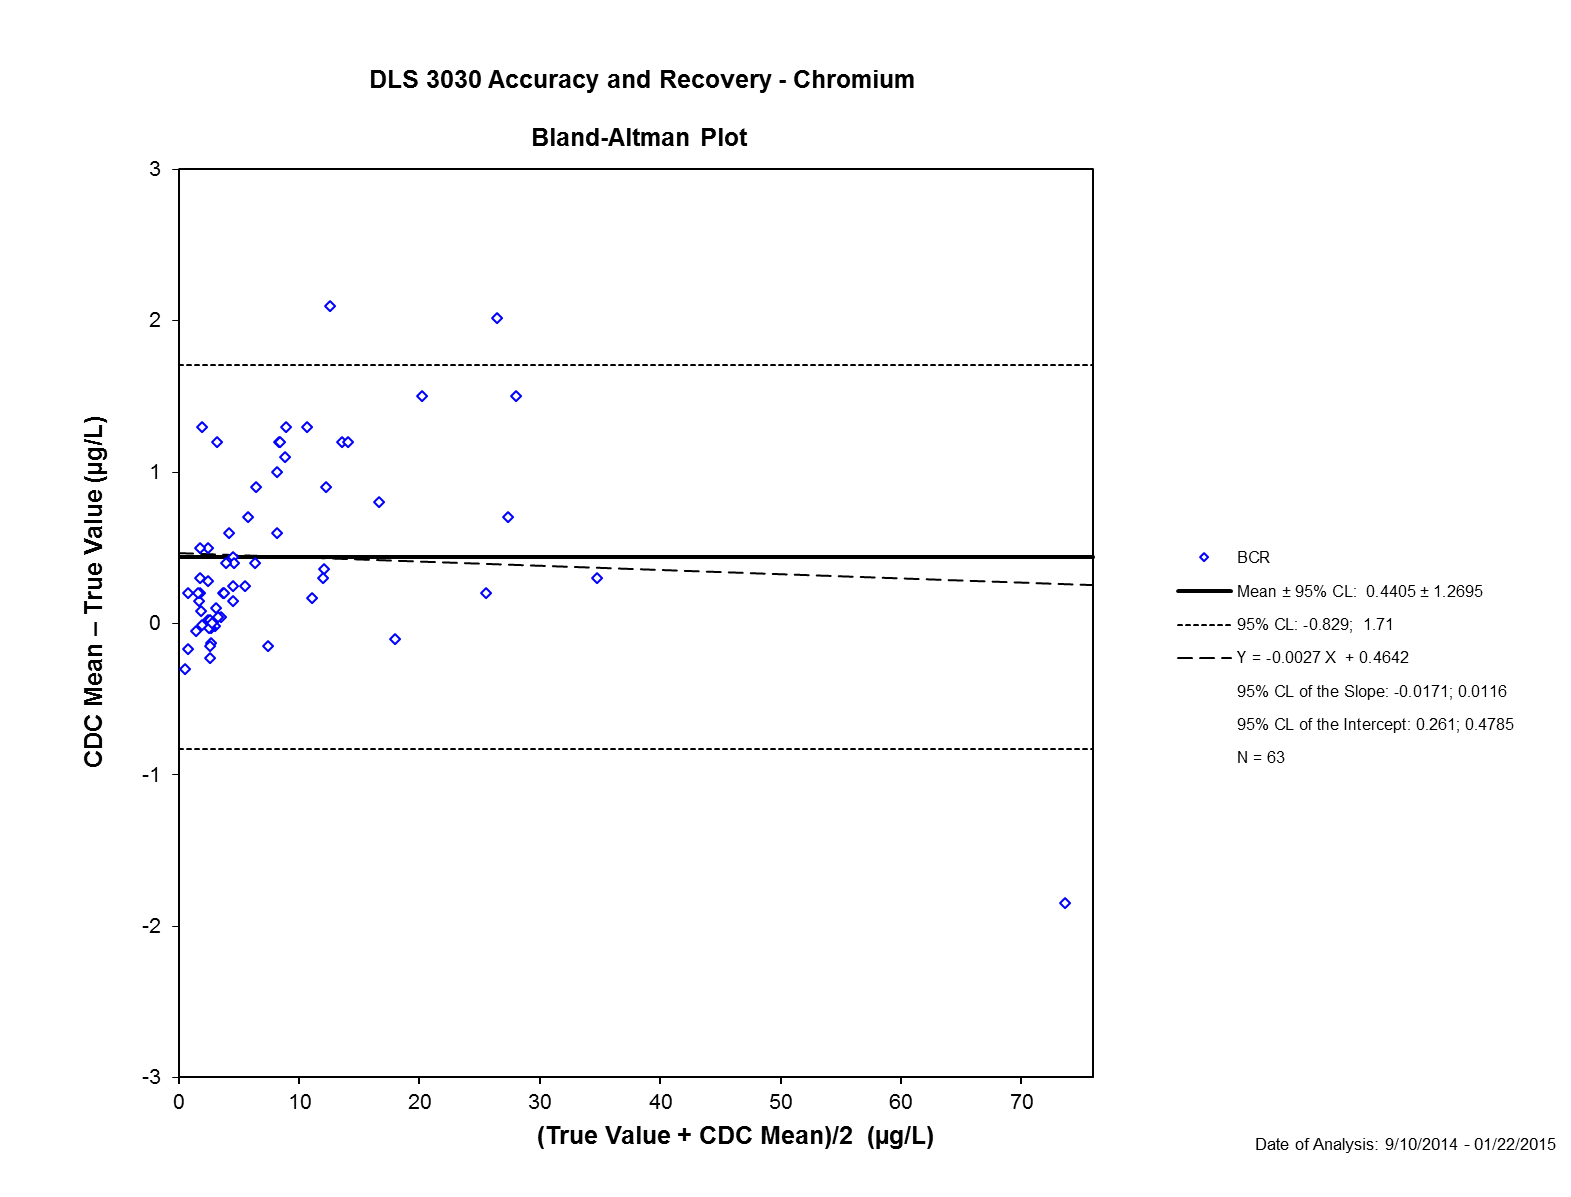 DLS 3030 Accuracy and Recovery - Chromium
Bland-Altman Plot
3
2
1
0
-1
-2
-3
CDC Mean – True Value (µg/L)
0 10 20 30 40 50 60 70
(True Value + CDC Mean)/2 (µg/L)
BCR
Mean ± 95% CL: 0.4405 ± 1.2695
95% CL: -0.829; 1.71
Y = -0.0027 X + 0.4642
95% CL of the Slope: -0.0171; 0.0116
95% CL of the Intercept: 0.261; 0.4785
N = 63
Date of Analysis: 9/10/2014 - 01/22/2015